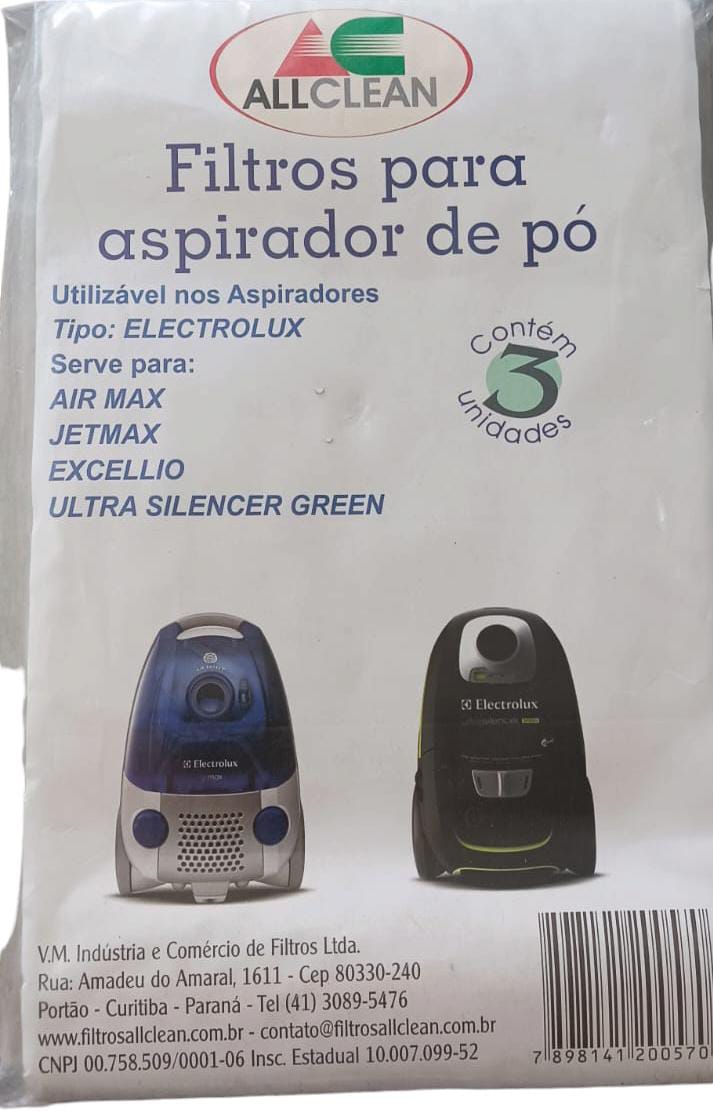 AC
ALLCLEAN
Filtros para
aspirador de pó
Utilizável nos Aspiradores
Tipo: ELECTROLUX
Serve para:
AIR MAX
JETMAX
EXCELLIO
ULTRA SILENCER GREEN
Contém
3
unidades
Electrolux
Electrolux
V.M. Indústria e Comércio de Filtros Ltda.
Rua: Amadeu do Amaral, 1611 - Cep 80330-240
Portão - Curitiba - Paraná - Tel (41) 3089-5476
www.filtrosallclean.com.br - contato@filtrosallclean.com.br
CNPJ 00.758.509/0001-06 Insc. Estadual 10.007.099-52
7 898141 200570